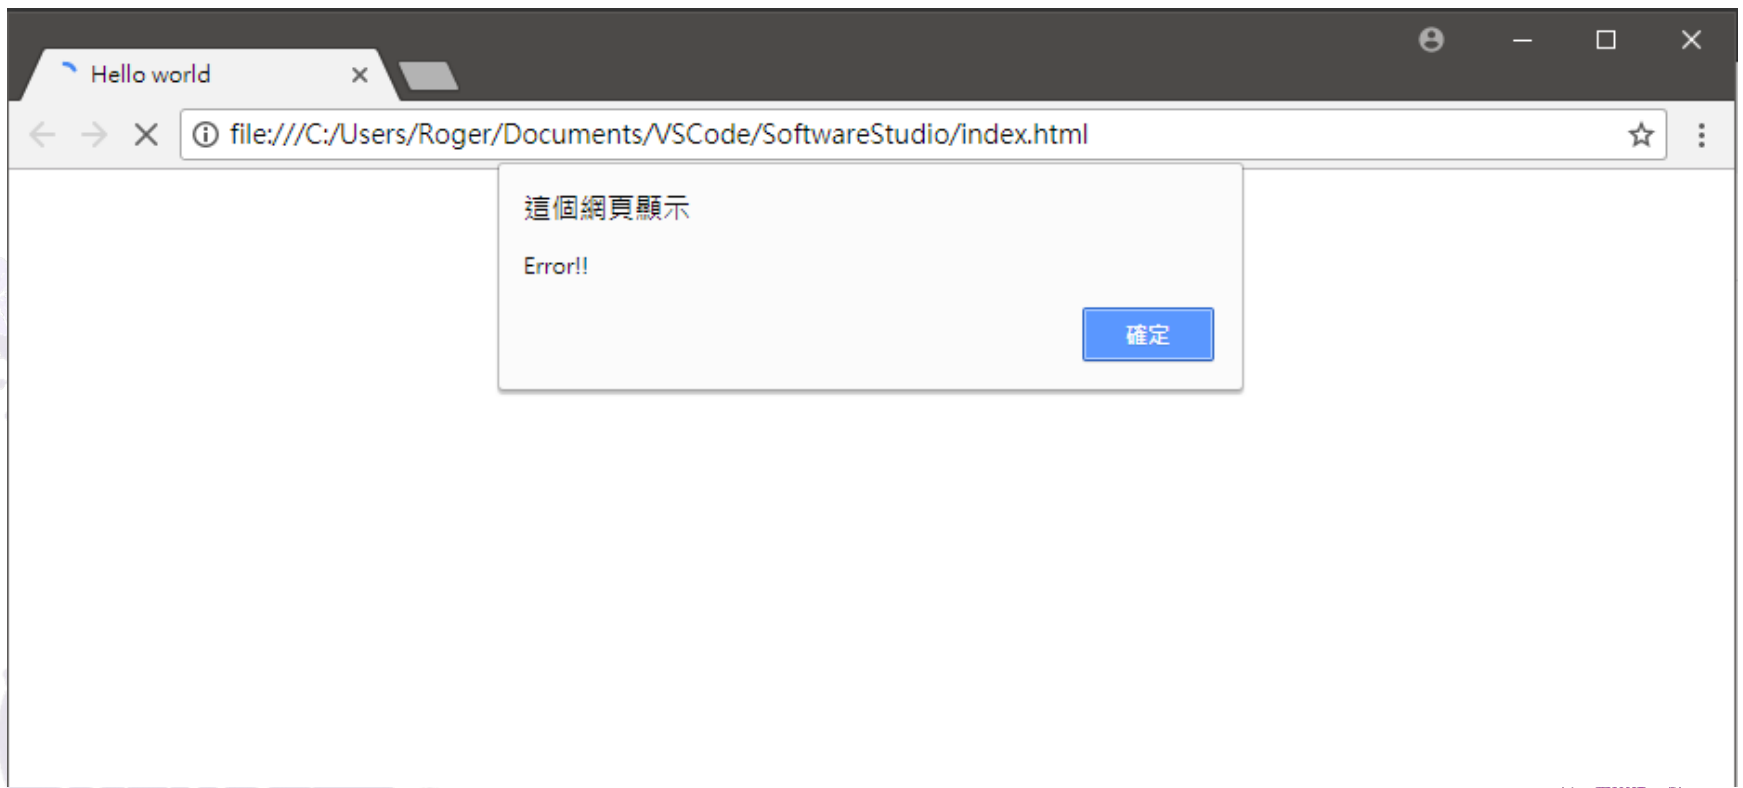 Hello world
file:///C:/Users/Roger/Documents/VSCode/SoftwareStudio/index.html
這個網頁顯示
Error!!
確定